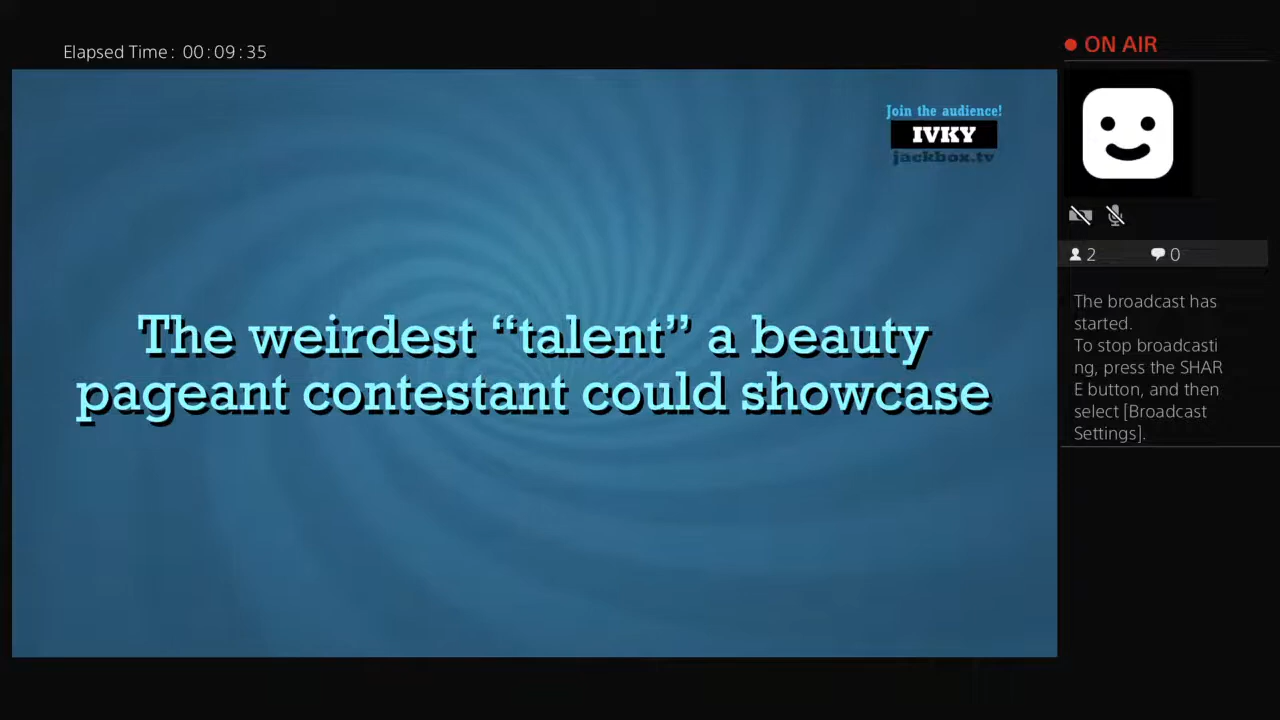 Elapsed Time: 00:09:35
ON AIR
Join the audience!
IVKY
jackbox.tv
2 0
The weirdest “talent” a beauty
pageant contestant could showcase
The broadcast has
started.
To stop broadcasti
ng, press the SHAR
E button, and then
select [Broadcast
Settings].